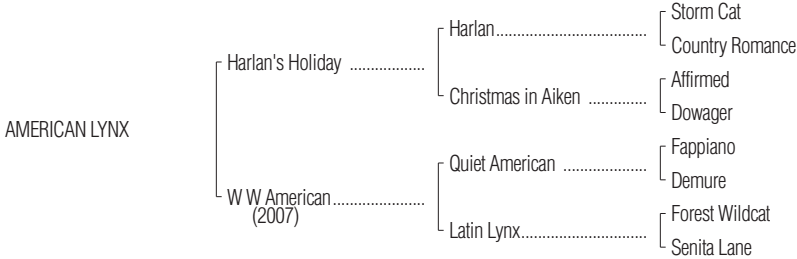 Storm Cat
Harlan..................................
Country Romance
Harlan's Holiday ..................
Affirmed
Christmas in Aiken ..............
Dowager
AMERICAN LYNX
Fappiano
Quiet American ....................
Demure
W W American......................
(2007)
Forest Wildcat
Latin Lynx..............................
Senita Lane